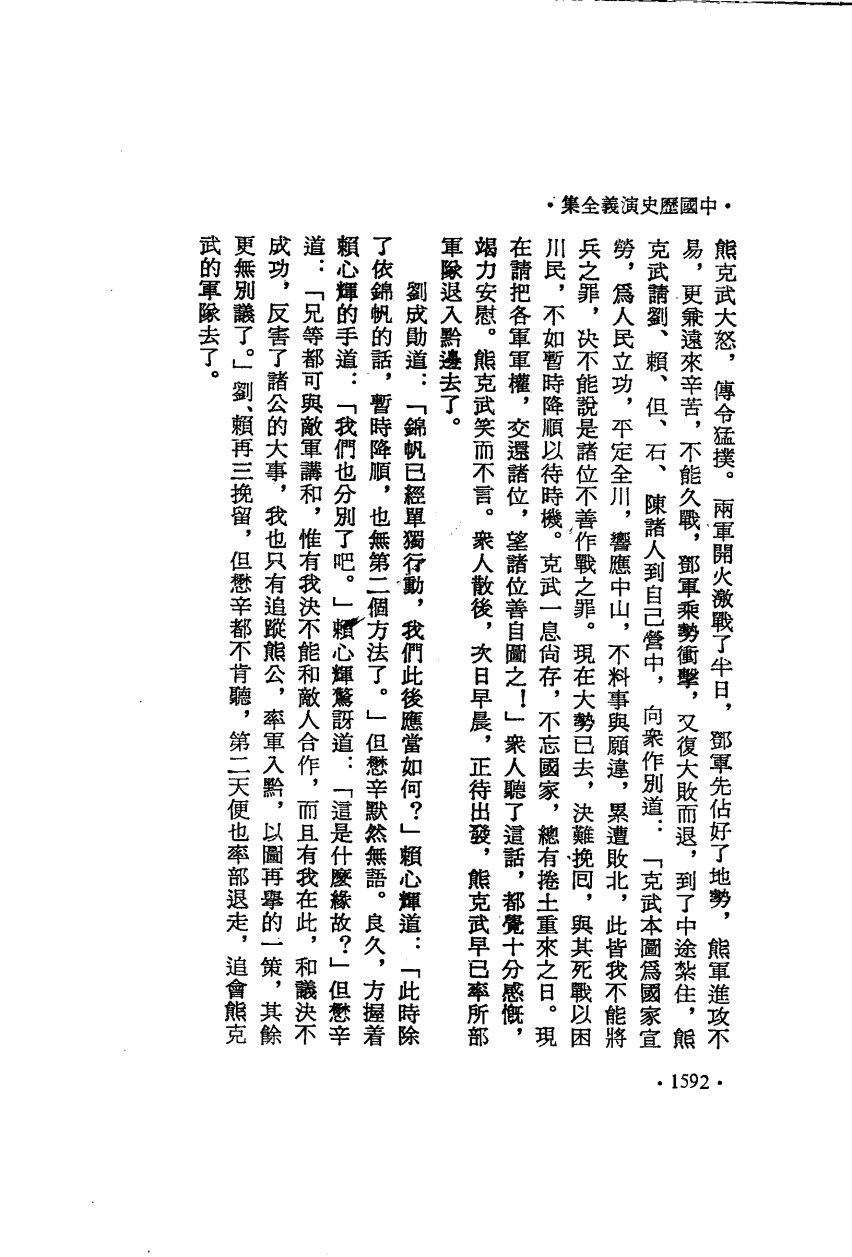 ·集全義演史歷國中·
熊克武大怒，傳令猛撲。兩軍開火激戰了半日，鄧軍先佔好了地勢，熊軍進攻不
易，更兼遠來辛苦，不能久戰，鄧軍乘勢衝擊，又復大敗而退，到了中途紮住，熊
克武請劉、賴、但、石、陳諸人到自己營中，向衆作別道：「克武本圖爲國家宣
勞，爲人民立功，平定全川，響應中山，不料事與願違，累遭敗北，此皆我不能將
兵之罪，決不能說是諸位不善作戰之罪。現在大勢已去，決難挽囘，與其死戰以困
川民，不如暫時降順以待時機。克武一息尙存，不忘國家，總有捲土重來之日。現
在請把各軍軍權，交還諸位，望諸位善自圖之！」衆人聽了這話，都覺十分感慨，
竭力安慰。熊克武笑而不言。衆人散後，次日早晨，正待出發，熊克武早已率所部
軍隊退入黔邊去了。
劉成勛道：「錦帆已經單獨行動，我們此後應當如何？」賴心輝道：「此時除
了依錦帆的話，暫時降順，也無第二個方法了。」但懋辛默然無語。良久，方握着
賴心輝的手道：「我們也分別了吧。」賴心輝驚訝道：「這是什麼緣故？」但懋辛
道：「兄等都可與敵軍講和，惟有我決不能和敵人合作，而且有我在此，和議決不
成功，反害了諸公的大事，我也只有追蹤熊公，率軍入黔，以圖再舉的一策，其餘
更無別議了。」劉、賴再三挽留，但懋辛都不肯聽，第二天便也率部退走，追會熊克
武的軍隊去了。
·1592·